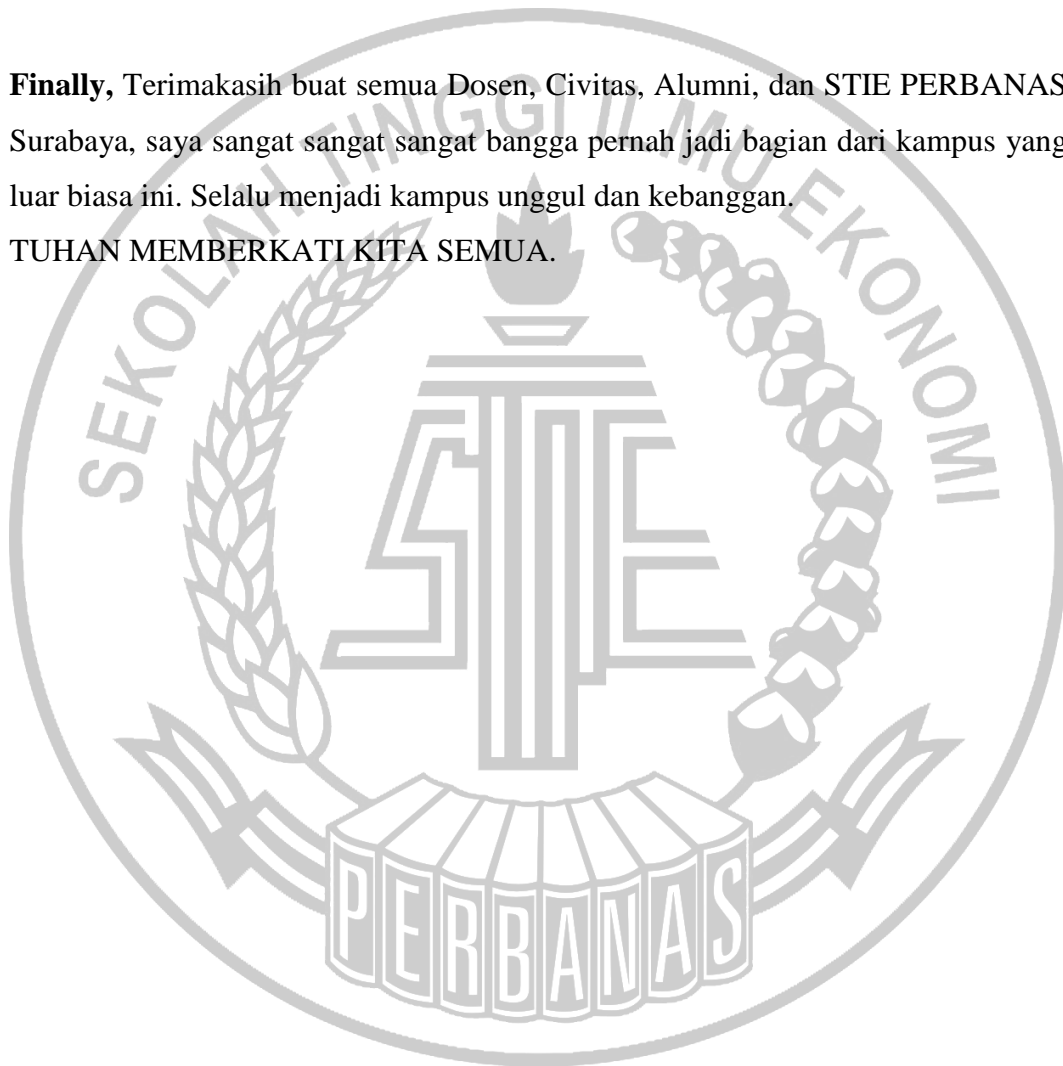 Finally, Terimakasih buat semua Dosen, Civitas, Alumni, dan STIE PERBANAS
Surabaya, saya sangat sangat sangat bangga pernah jadi bagian dari kampus yang
luar biasa ini. Selalu menjadi kampus unggul dan kebanggan.
TUHAN MEMBERKATI KITA SEMUA.
SEKOLAH TINGGI ILMU EKONOMI
STIE
PERBANAS